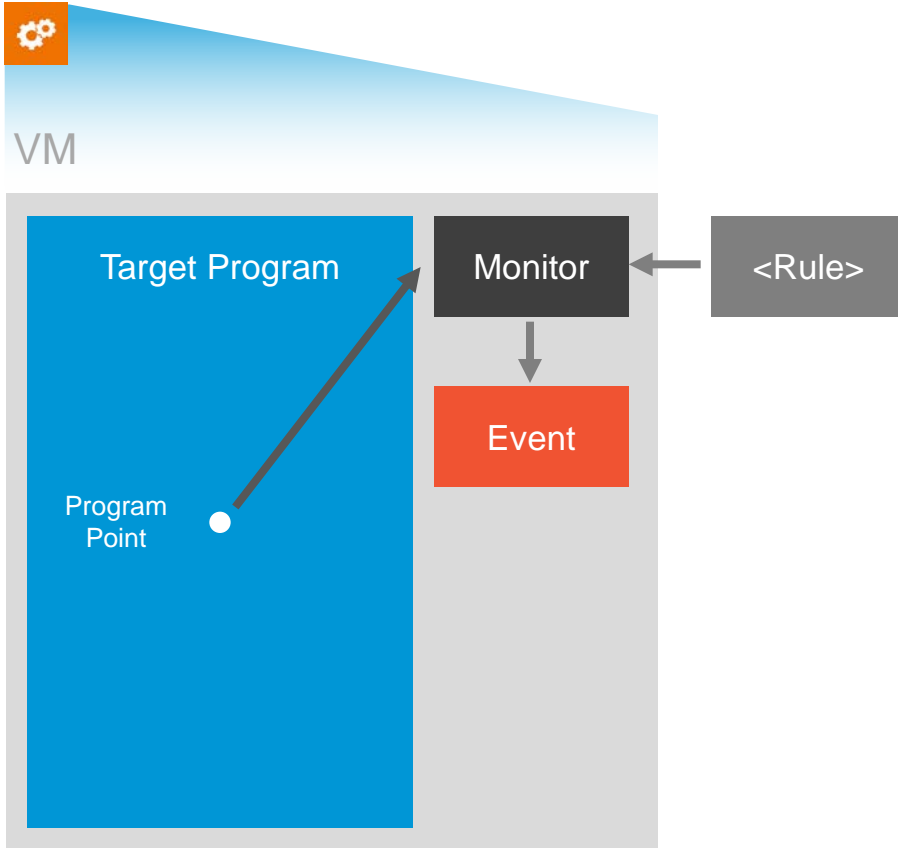 VM
Target Program
Monitor
<Rule>
Event
Program
Point